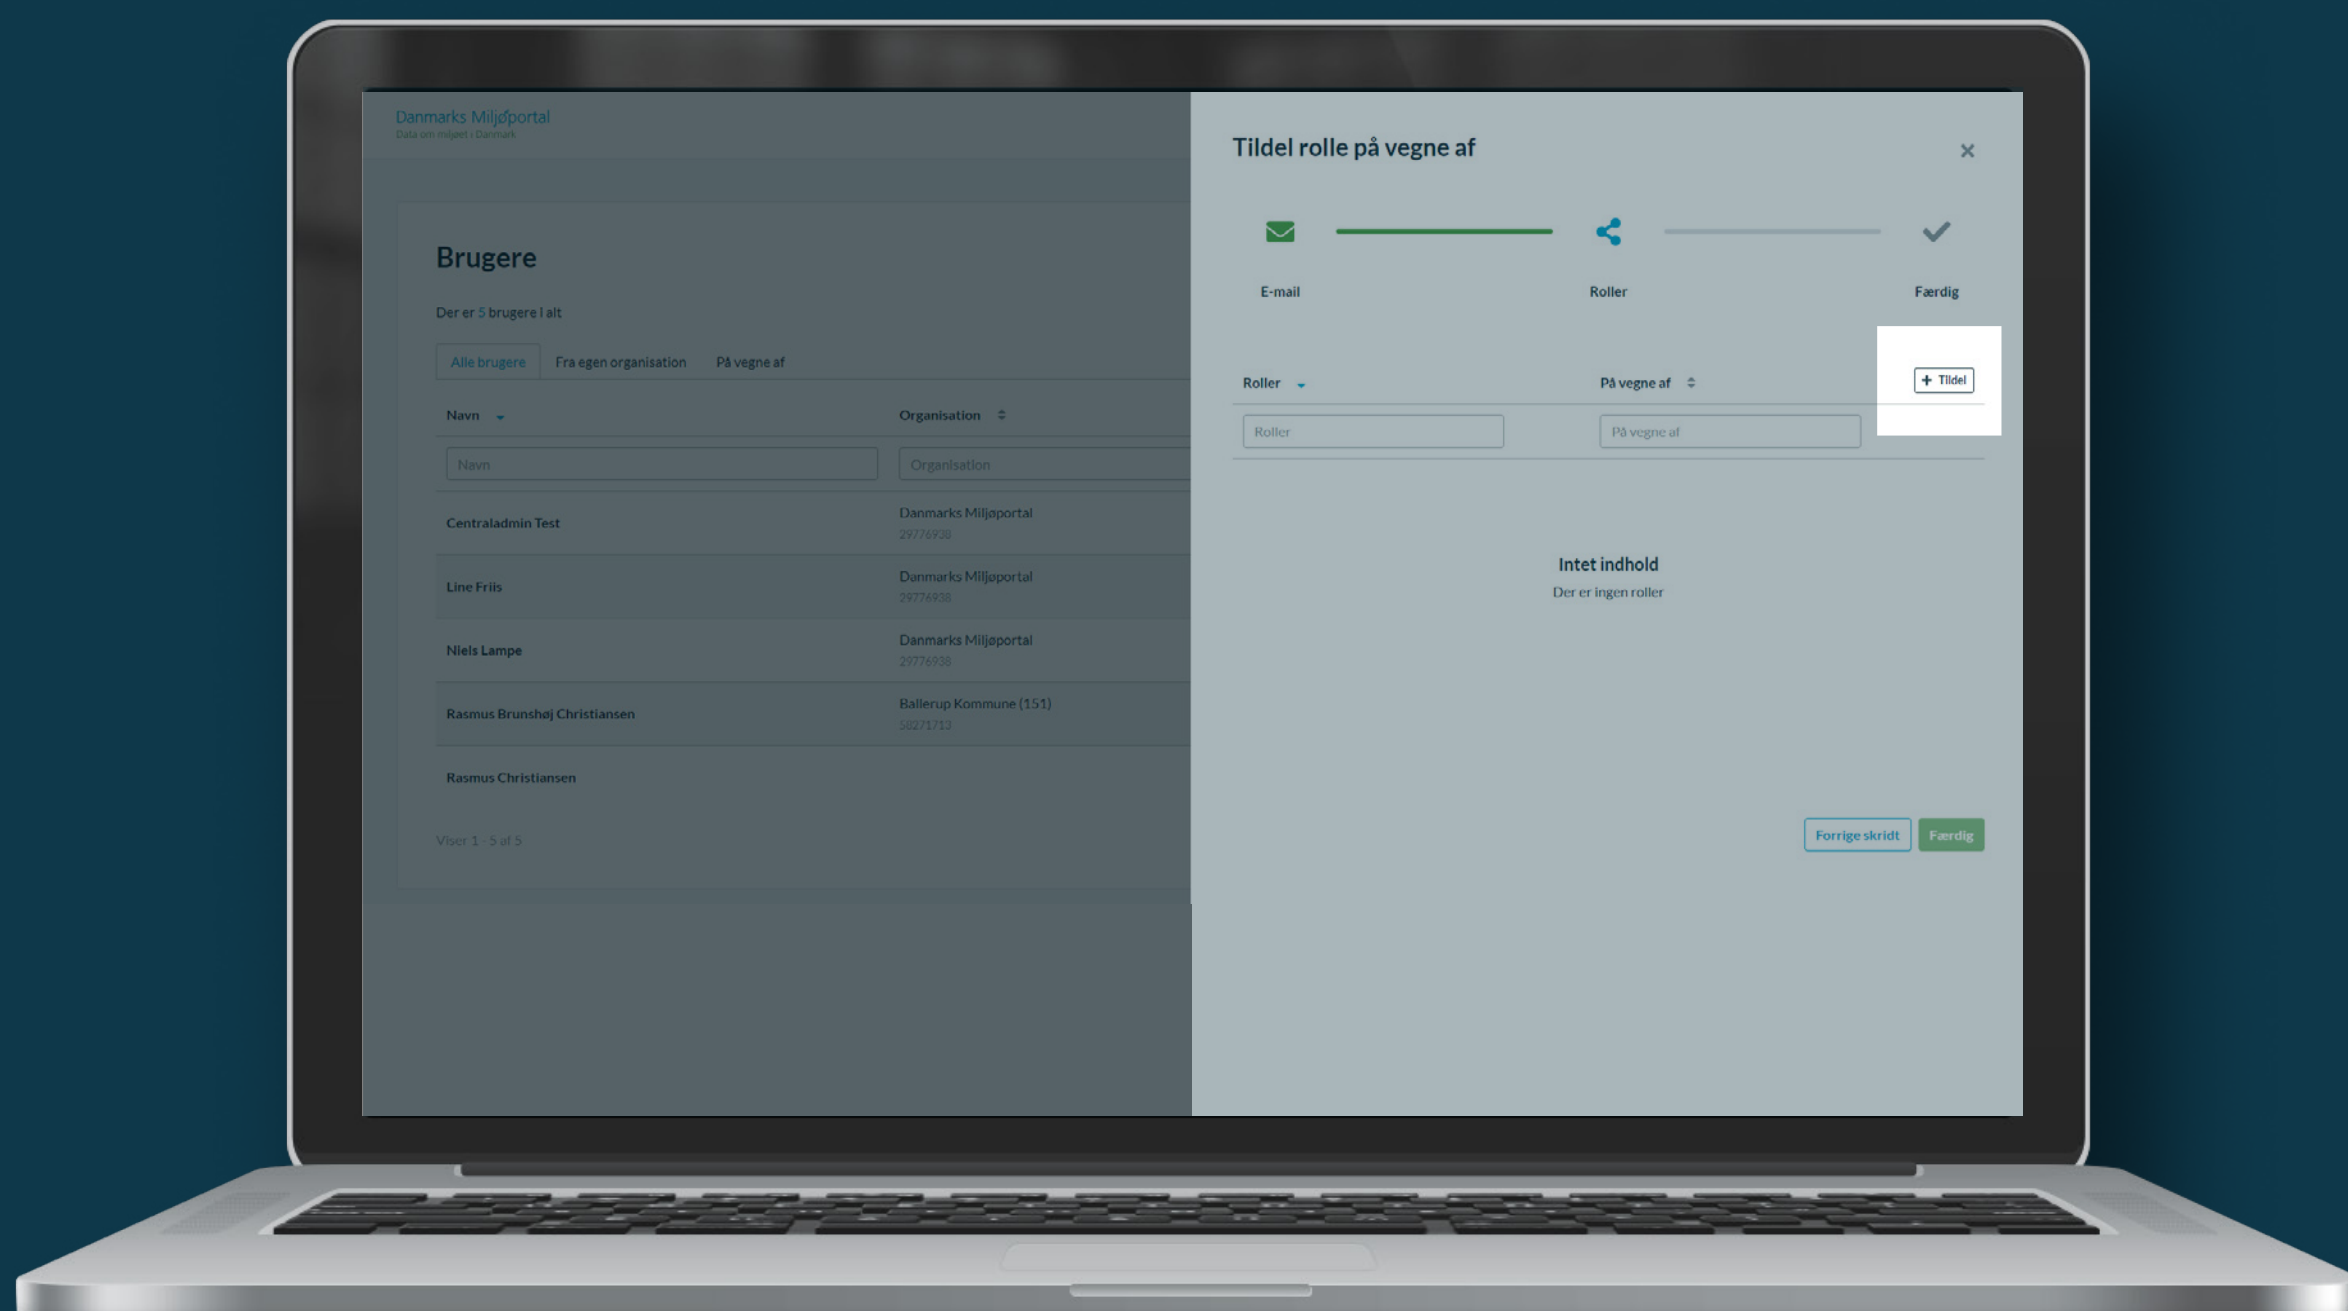 Danmarks Miljøportal
Data om miljøet i Danmark
Brugere
Der er 5 brugere i alt
Alle brugere Fra egen organisation På vegne af
Navn Organisation
Navn Organisation
Centraladmin Test Danmarks Miljøportal
29776938
Line Friis Danmarks Miljøportal
29776938
Niels Lampe Danmarks Miljøportal
29776938
Rasmus Brunshøj Christiansen Ballerup Kommune (151)
58271713
Rasmus Christiansen
Viser 1 - 5 af 5
Tildel rolle på vegne af
E-mail Roller Færdig
Roller På vegne af + Tildel
Roller På vegne af
Intet indhold
Der er ingen roller
Forrige skridt Færdig